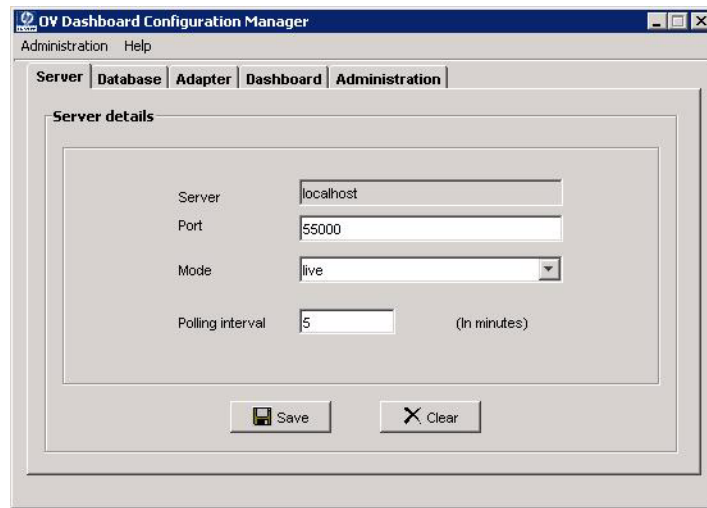 OV Dashboard Configuration Manager
Administration Help
Server Database Adapter Dashboard Administration
Server details
Server localhost
Port 55000
Mode live
Polling interval 5 (In minutes)
Save Clear